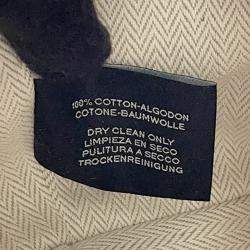 100% COTTON-ALGODON
COTONE-BAUMWOLLE
DRY CLEAN ONLY
LIMPIEZA EN SECO
PULITURA A SECCO
TROCKENREINIGUNG